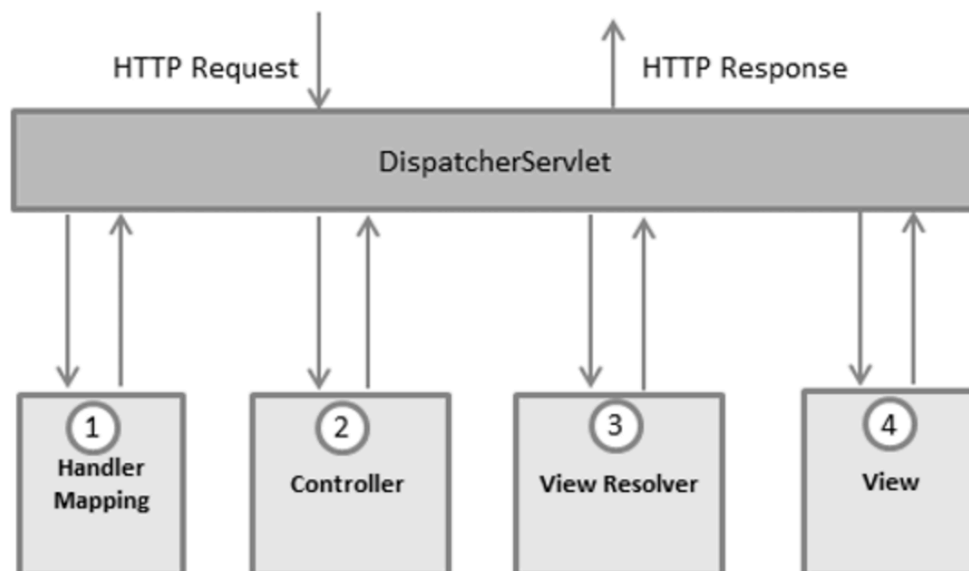 HTTP Request
HTTP Response
DispatcherServlet
1
Handler
Mapping
2
Controller
3
View Resolver
4
View